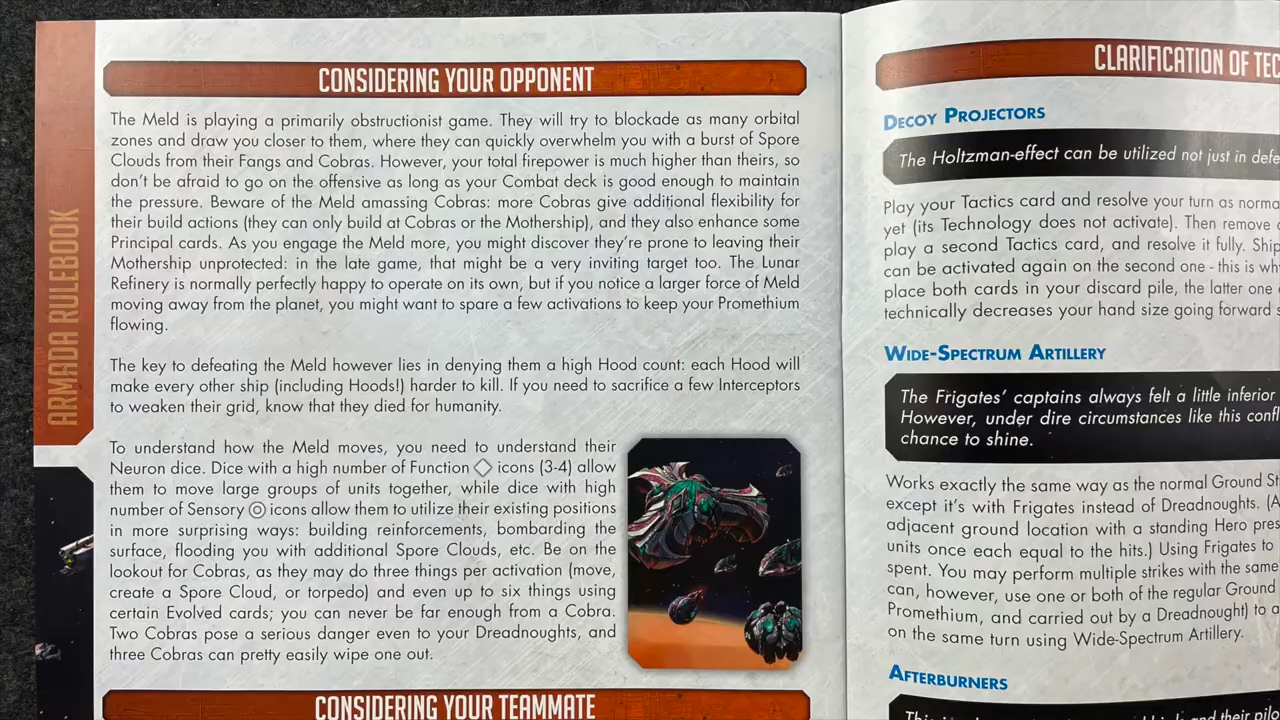 ARMADA RULEBOOK
CONSIDERING YOUR OPPONENT
The Meld is playing a primarily obstructionist game. They will try to blockade as many orbital
zones and draw you closer to them, where they can quickly overwhelm you with a burst of Spore
Clouds from their Fangs and Cobras. However, your total firepower is much higher than theirs, so
don't be afraid to go on the offensive as long as your Combat deck is good enough to maintain
the pressure. Beware of the Meld amassing Cobras: more Cobras give additional flexibility for
their build actions (they can only build at Cobras or the Mothership), and they also enhance some
Principal cards. As you engage the Meld more, you might discover they're prone to leaving their
Mothership unprotected: in the late game, that might be a very inviting target too. The Lunar
Refinery is normally perfectly happy to operate on its own, but if you notice a larger force of Meld
moving away from the planet, you might want to spare a few activations to keep your Promethium
flowing.
The key to defeating the Meld however lies in denying them a high Hood count: each Hood will
make every other ship (including Hoods!) harder to kill. If you need to sacrifice a few Interceptors
to weaken their grid, know that they died for humanity.
To understand how the Meld moves, you need to understand their
Neuron dice. Dice with a high number of Function icons (3-4) allow
them to move large groups of units together, while dice with high
number of Sensory icons allow them to utilize their existing positions
in more surprising ways: building reinforcements, bombarding the
surface, flooding you with additional Spore Clouds, etc. Be on the
lookout for Cobras, as they may do three things per activation (move,
create a Spore Cloud, or torpedo) and even up to six things using
certain Evolved cards; you can never be far enough from a Cobra.
Two Cobras pose a serious danger even to your Dreadnoughts, and
three Cobras can pretty easily wipe one out.
CONSIDERING YOUR TEAMMATE
CLARIFICATION OF TEC
DECOY PROJECTORS
The Holtzman-effect can be utilized not just in defe
Play your Tactics card and resolve your turn as norma
yet (its Technology does not activate). Then remove
play a second Tactics card, and resolve it fully. Ship
can be activated again on the second one - this is wh
place both cards in your discard pile, the latter one
technically decreases your hand size going forward
WIDE-SPECTRUM ARTILLERY
The Frigates' captains always felt a little inferior
However, under dire circumstances like this conf
chance to shine.
Works exactly the same way as the normal Ground St
except it's with Frigates instead of Dreadnoughts. (A
adjacent ground location with a standing Hero pres
units once each equal to the hits.) Using Frigates to
spent. You may perform multiple strikes with the same
can, however, use one or both of the regular Ground
Promethium, and carried out by a Dreadnought) to a
on the same turn using Wide-Spectrum Artillery.
AFTERBURNERS
and their pilo